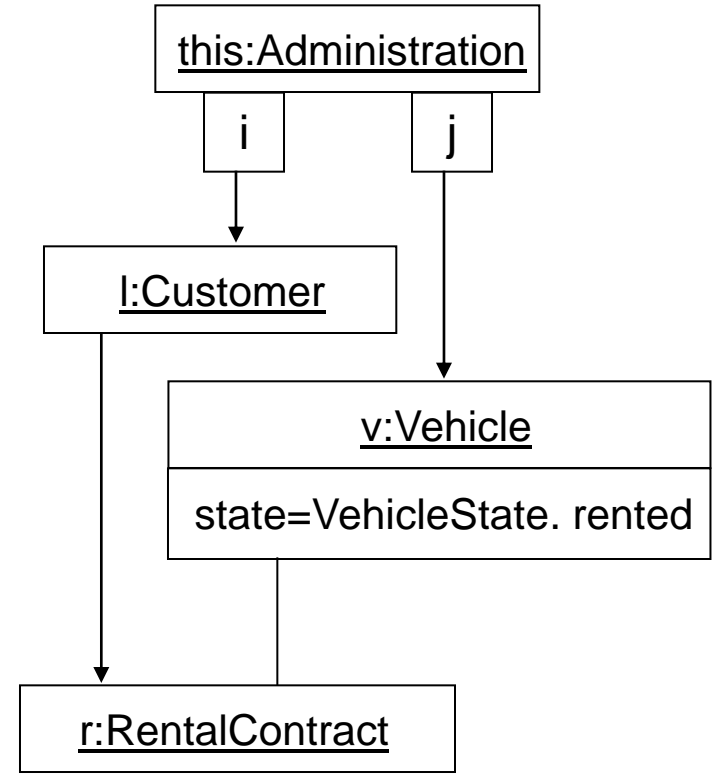 this:Administration
i
j
l:Customer
v:Vehicle
state=VehicleState. rented
r:RentalContract